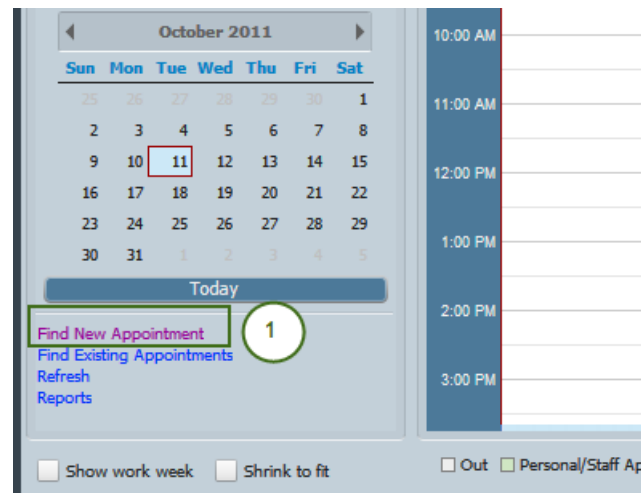 October 2011
Sun Mon Tue Wed Thu Fri Sat
25 26 27 28 29 30 1
2 3 4 5 6 7 8
9 10 11 12 13 14 15
16 17 18 19 20 21 22
23 24 25 26 27 28 29
30 31 1 2 3 4 5
Today
Find New Appointment
1
Find Existing Appointments
Refresh
Reports
Show work week
Shrink to fit
10:00 AM
11:00 AM
12:00 PM
1:00 PM
2:00 PM
3:00 PM
Out
Personal/Staff Ap